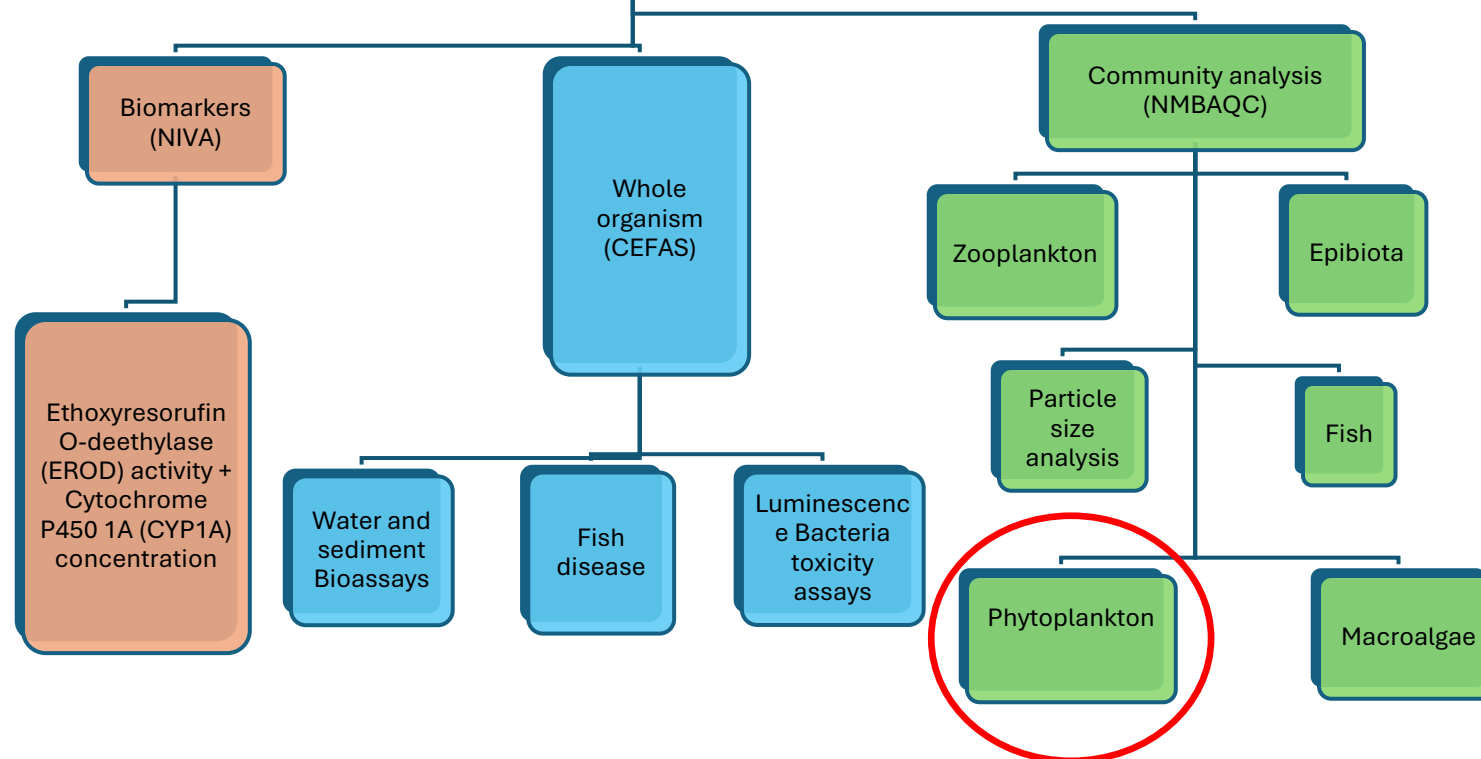 Biomarkers
(NIVA)
Whole
organism
(CEFAS)
Community analysis
(NMBAQC)
Zooplankton
Epibiota
Particle
size
analysis
Fish
Ethoxyresorufin
O-deethylase
(EROD) activity +
Cytochrome
P450 1A (CYP1A)
concentration
Water and
sediment
Bioassays
Fish
disease
Luminescenc
e Bacteria
toxicity
assays
Phytoplankton
Macroalgae